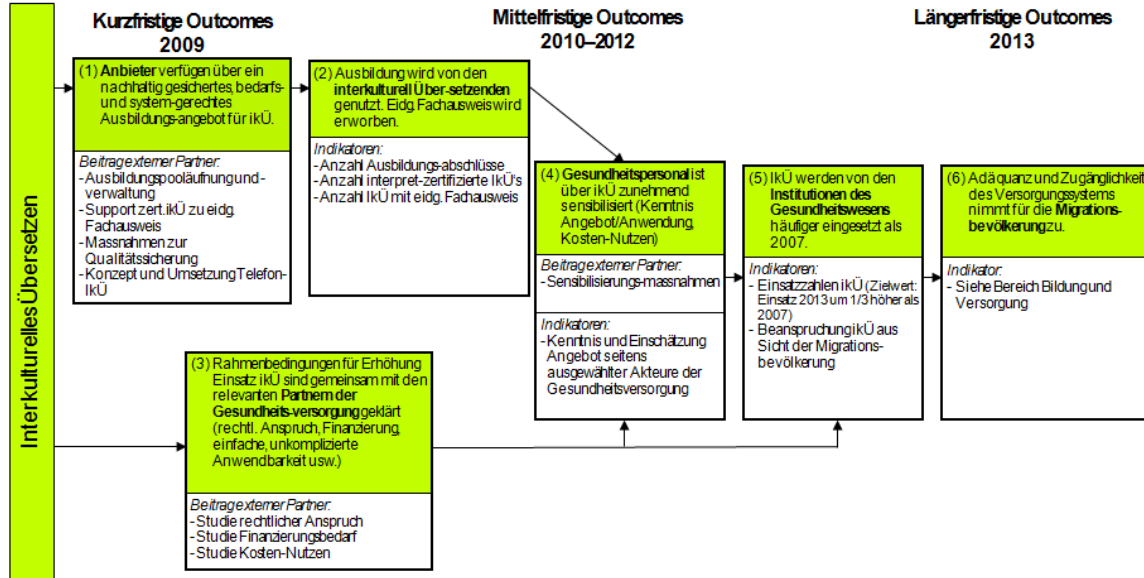 Kurzfristige Outcomes
2009
Mittelfristige Outcomes
2010–2012
Längerfristige Outcomes
2013
Interkulturelles Übersetzen
(1) Anbieter verfügen über ein
nachhaltig gesichertes, bedarfs-
und system-gerechtes
Ausbildungs-angebot für ikÜ.
Beitrag externer Partner:
- Ausbildungspooläufnung und -
verwaltung
- Support zert. ikÜ zu eidg.
Fachausweis
- Massnahmen zur
Qualitätssicherung
- Konzept und Umsetzung Telefon-
IkÜ
(2) Ausbildung wird von den
interkulturell Über-setzenden
genutzt. Eidg. Fachausweis wird
erworben.
Indikatoren:
- Anzahl Ausbildungs-abschlüsse
- Anzahl interpret-zertifizierte IkÜ's
- Anzahl IkÜ mit eidg. Fachausweis
(3) Rahmenbedingungen für Erhöhung
Einsatz ikÜ sind gemeinsam mit den
relevanten Partnern der
Gesundheits-versorgung geklärt
(rechtl. Anspruch, Finanzierung,
einfache, unkomplizierte
Anwendbarkeit usw.)
Beitrag externer Partner:
- Studie rechtlicher Anspruch
- Studie Finanzierungsbedarf
- Studie Kosten-Nutzen
(4) Gesundheitspersonal ist
über ikÜ zunehmend
sensibilisiert (Kenntnis
Angebot/Anwendung,
Kosten-Nutzen)
Beitrag externer Partner:
- Sensibilisierungs-massnahmen
Indikatoren:
- Kenntnis und Einschätzung
Angebot seitens
ausgewählter Akteure der
Gesundheitsversorgung
(5) IkÜ werden von den
Institutionen des
Gesundheitswesens
häufiger eingesetzt als
2007.
Indikatoren:
- Einsatzzahlen ikÜ (Zielwert:
Einsatz 2013 um 1/3 höher als
2007)
- Beanspruchung ikÜ aus
Sicht der Migrations-
bevölkerung
(6) Adäquanz und Zugänglichkeit
des Versorgungssystems
nimmt für die Migrations-
bevölkerung zu.
Indikator:
- Siehe Bereich Bildung und
Versorgung